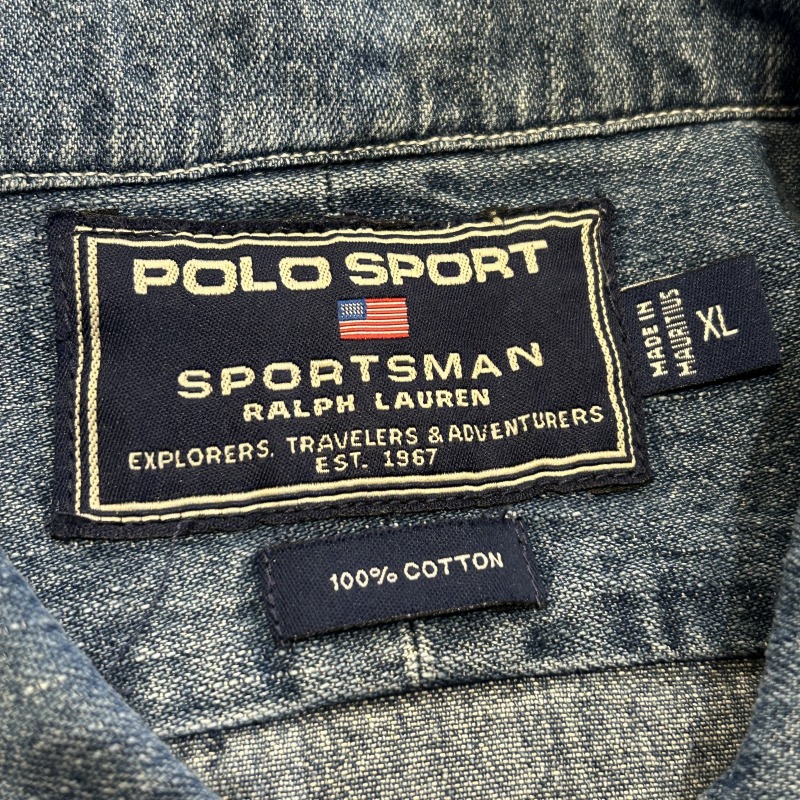 POLO SPORT
SPORTSMAN
RALPH LAUREN
EXPLORERS, TRAVELERS & ADVENTURERS
EST. 1967
MADE IN
MAURITIUS
XL
100% COTTON